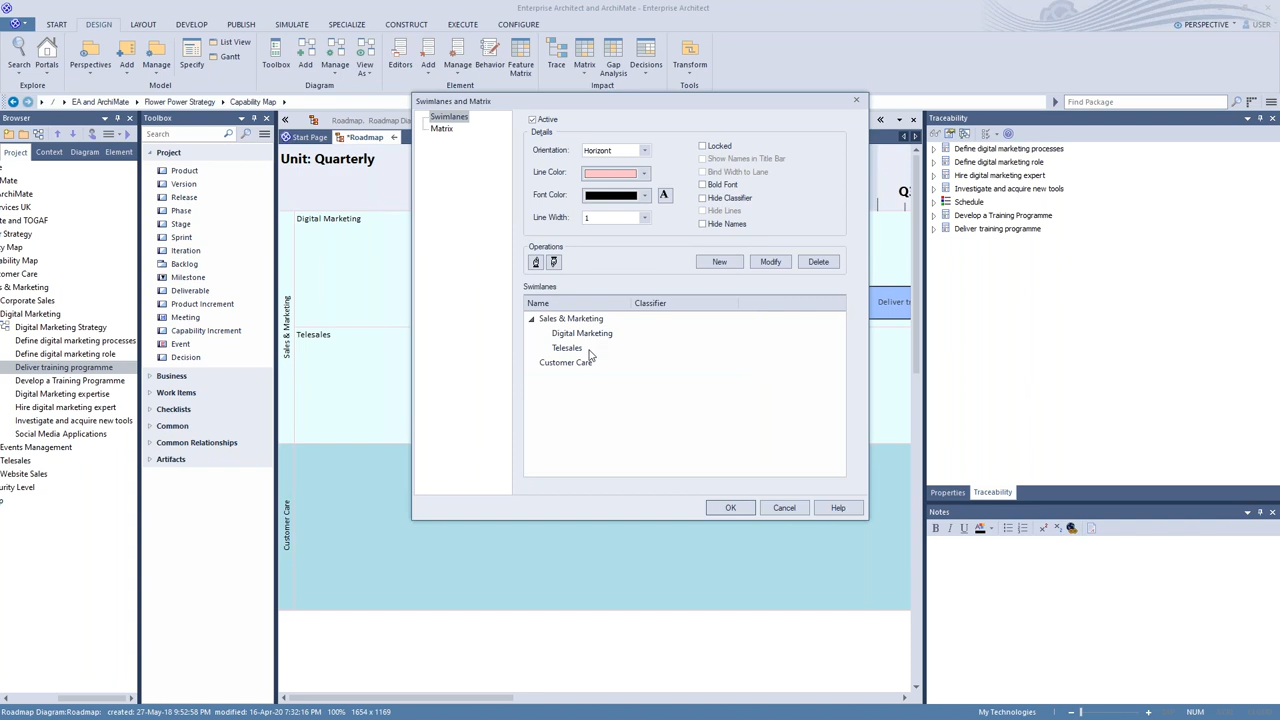 Enterprise Architect and ArchiMate - Enterprise Architect
START DESIGN LAYOUT DEVELOP PUBLISH SIMULATE SPECIALIZE CONSTRUCT EXECUTE CONFIGURE PERSPECTIVE USER
List View
Gantt
Search Portals Perspectives Add Manage Specify Toolbox Add Manage View As Editors Add Manage Behavior Feature Matrix Trace Matrix Gap Analysis Decisions Transform
Explore Model Diagram Element Impact Tools
/ EA and ArchiMate Flower Power Strategy Capability Map Find Package
Browser
Project Context Diagram Element
Mate
ArchiMate
ces UK
te and TOGAF
r Strategy
y Map
pability Map
omer Care
Corporate Sales
Digital Marketing
Digital Marketing Strategy
Define digital marketing processes
Define digital marketing role
Deliver training programme
Develop a Training Programme
Digital Marketing expertise
Hire digital marketing expert
Investigate and acquire new tools
Social Media Applications
Events Management
Telesales
Website Sales
urity Level
p
Toolbox
Search
Project
Product
Version
Release
Phase
Stage
Sprint
Iteration
Backlog
Milestone
Deliverable
Product Increment
Meeting
Capability Increment
Event
Decision
Business
Work Items
Checklists
Common
Common Relationships
Artifacts
Roadmap. Roadmap Dia
Start Page *Roadmap
Unit: Quarterly
Digital Marketing
Sales & Marketing
Telesales
Customer Care
Deliver tr
Swimlanes and Matrix
Swimlanes
Matrix
Active
Details
Orientation: Horizont
Line Color:
Font Color: A
Line Width: 1
Locked
Show Names in Title Bar
Bind Width to Lane
Bold Font
Hide Classifier
Hide Lines
Hide Names
Operations
New Modify Delete
Swimlanes
Name Classifier
Sales & Marketing
Digital Marketing
Telesales
Customer Care
OK Cancel Help
Traceability
Define digital marketing processes
Define digital marketing role
Hire digital marketing expert
Investigate and acquire new tools
Schedule
Develop a Training Programme
Deliver training programme
Properties Traceability
Notes
B I U A
Roadmap Diagram:Roadmap: created: 27-May-18 9:52:58 PM modified: 16-Apr-20 7:32:16 PM 100% 1654 x 1169 My Technologies NUM